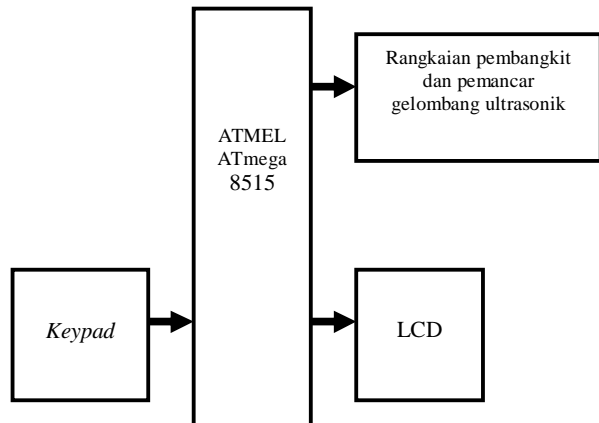 Rangkaian pembangkit
dan pemancar
gelombang ultrasonik
ATMEL
ATmega
8515
Keypad
LCD